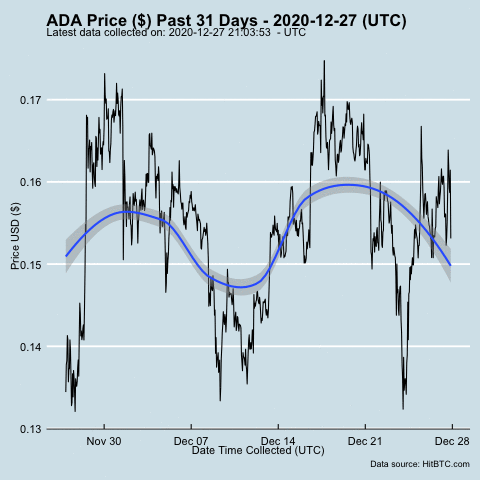 ADA Price ($) Past 31 Days - 2020-12-27 (UTC)
Latest data collected on: 2020-12-27 21:03:53 - UTC
0.17
0.16
0.15
0.14
0.13
Price USD ($)
Nov 30
Dec 07
Dec 14
Dec 21
Dec 28
Date Time Collected (UTC)
Data source: HitBTC.com